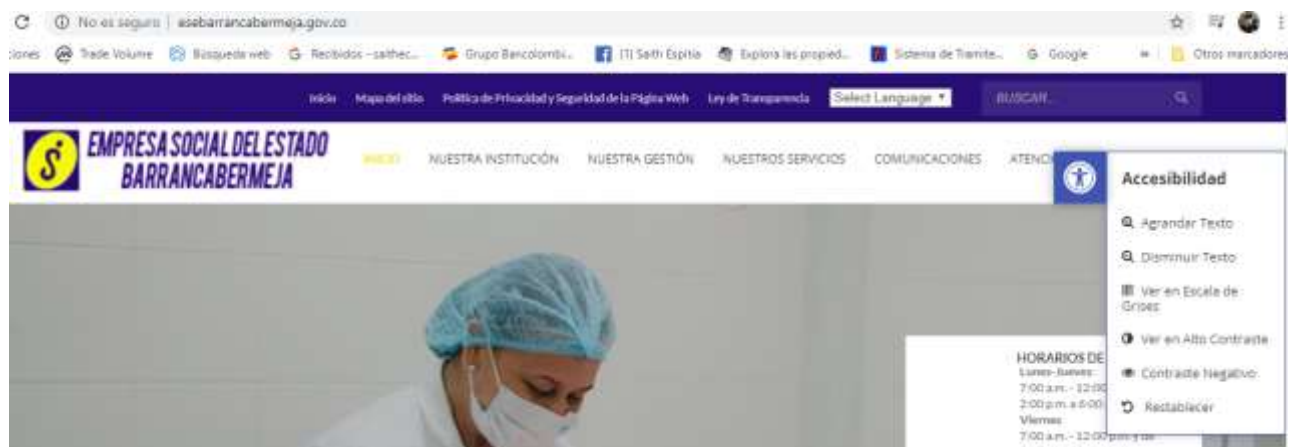 No es seguro | esebarrancabermeja.gov.co
ciones Trade Volume Búsqueda web Recibidos – saithec... Grupo Bancolombi... (1) Saith Espitia Explora las propied... Sistema de Tramite... Google Otros marcadores
Inicio Mapa del sitio Política de Privacidad y Seguridad de la Página Web Ley de Transparencia Select Language ▼ BUSCAR...
EMPRESA SOCIAL DEL ESTADO
BARRANCABERMEJA
INICIO NUESTRA INSTITUCIÓN NUESTRA GESTIÓN NUESTROS SERVICIOS COMUNICACIONES ATENC
Accesibilidad
Agrandar Texto
Disminuir Texto
Ver en Escala de
Grises
Ver en Alto Contraste
Contraste Negativo
Restablecer
HORARIOS DE
Lunes-Jueves:
7:00 a.m. - 12:00
2:00 p.m. a 6:00
Viernes
7:00 a.m. - 12:00